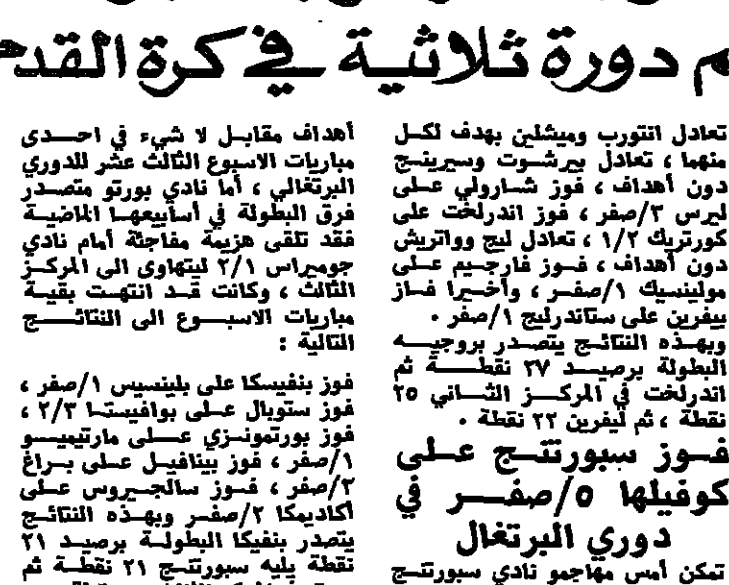 م دورة ثلاثية في كرة القدم
تعادل انتورب وميشلين بهدف لكل
منهما ، تعادل بيرشوت وسيرينج
دون أهداف ، فوز شارولي على
ليرس ٣/صفر ، فوز اندرلخت على
كورتريك ١/٢ ، تعادل ليج وواتريش
دون أهداف ، فوز فارجيم على
مولينسيك ١/صفر ، وأخيرا فاز
بيفرين على ستاندرليج ١/صفر .
وبهذه النتائج يتصدر بروجيه
البطولة برصيد ٢٧ نقطة ثم
اندرلخت في المركز الثاني ٢٥
نقطة ، ثم ليفرين ٢٢ نقطة .
فوز سبورتنج على
كوفيلها ٥/صفر في
دوري البرتغال
تمكن أمس مهاجمو نادي سبورتنج
أهداف مقابل لا شيء في احدى
مباريات الاسبوع الثالث عشر للدوري
البرتغالي ، أما نادي بورتو متصدر
فرق البطولة في أسابيعها الماضية
فقد تلقى هزيمة مفاجئة أمام نادي
جوميراس ٢/١ ليتهاوى الى المركز
الثالث ، وكانت قد انتهت بقية
مباريات الاسبوع الى النتائج
التالية :
فوز بنفيسكا على بلينسيس ١/صفر ،
فوز ستوبال على بوافيستا ٢/٣ ،
فوز بورتمونزي على مارتيميسو
١/صفر ، فوز بينافيل على براغ
٢/صفر ، فوز سالجيروس على
أكاديمكا ٢/صفر وبهذه النتائج
يتصدر بنفيكا البطولة برصيد ٢١
نقطة يليه سبورتنج ٢١ نقطة ثم